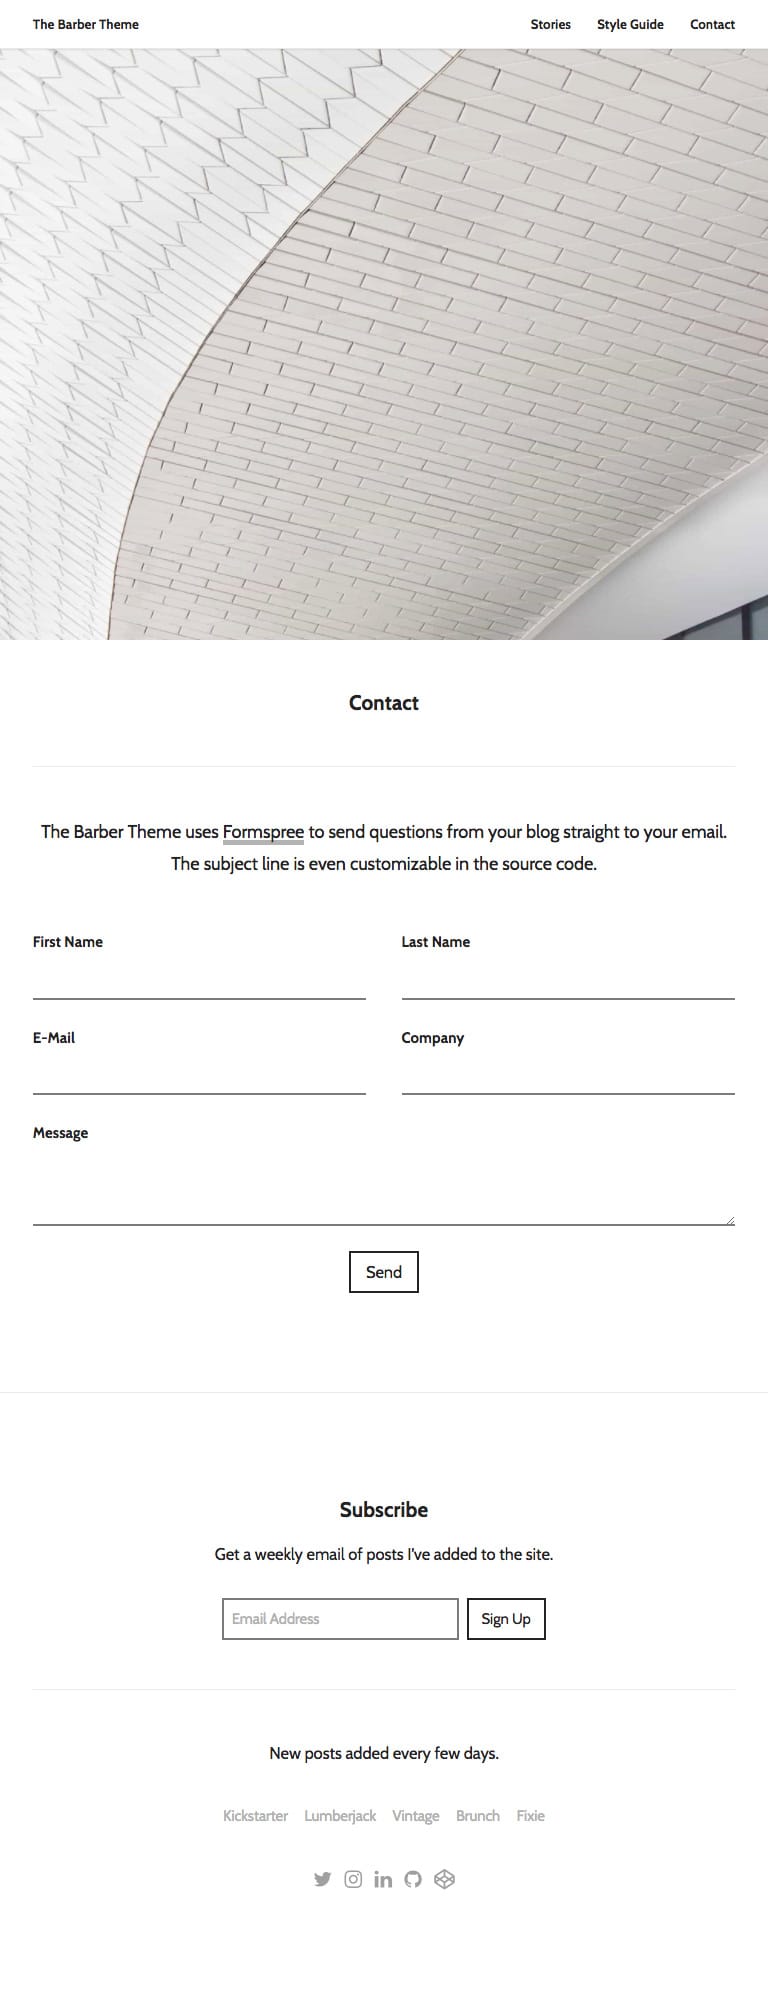 The Barber Theme
Stories Style Guide Contact
Contact
The Barber Theme uses Formspree to send questions from your blog straight to your email.
The subject line is even customizable in the source code.
First Name Last Name
E-Mail Company
Message
Send
Subscribe
Get a weekly email of posts I've added to the site.
Email Address Sign Up
New posts added every few days.
Kickstarter Lumberjack Vintage Brunch Fixie